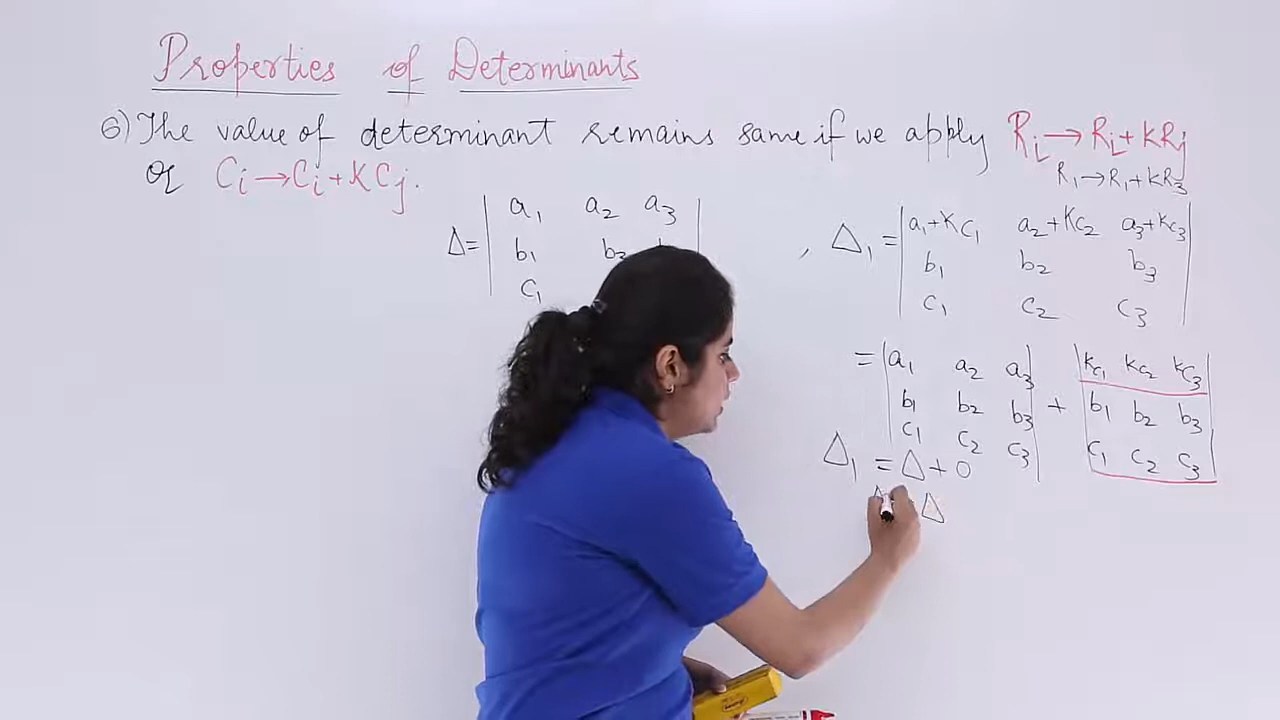 Properties of Determinants
6) The value of determinant remains same if we apply Ri → Ri + KRj
or Ci → Ci + KCj.
R1 → R1 + KR3
Δ = | a1 a2 a3 |
b1 b2
c1
, Δ1 = | a1+Kc1 a2+Kc2 a3+Kc3 |
b1 b2 b3
c1 c2 c3
= | a1 a2 a3 | + | Kc1 Kc2 Kc3 |
b1 b2 b3 b1 b2 b3
c1 c2 c3 c1 c2 c3
Δ1 = Δ + 0
Δ